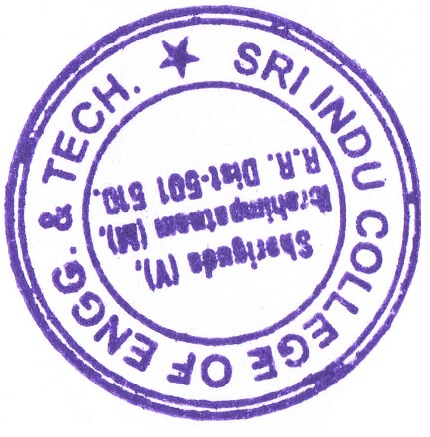 SRI INDU COLLEGE OF ENGG. & TECH.
Sheriguda (V),
Ibrahimpatnam (M),
R.R. Dist-501 510.